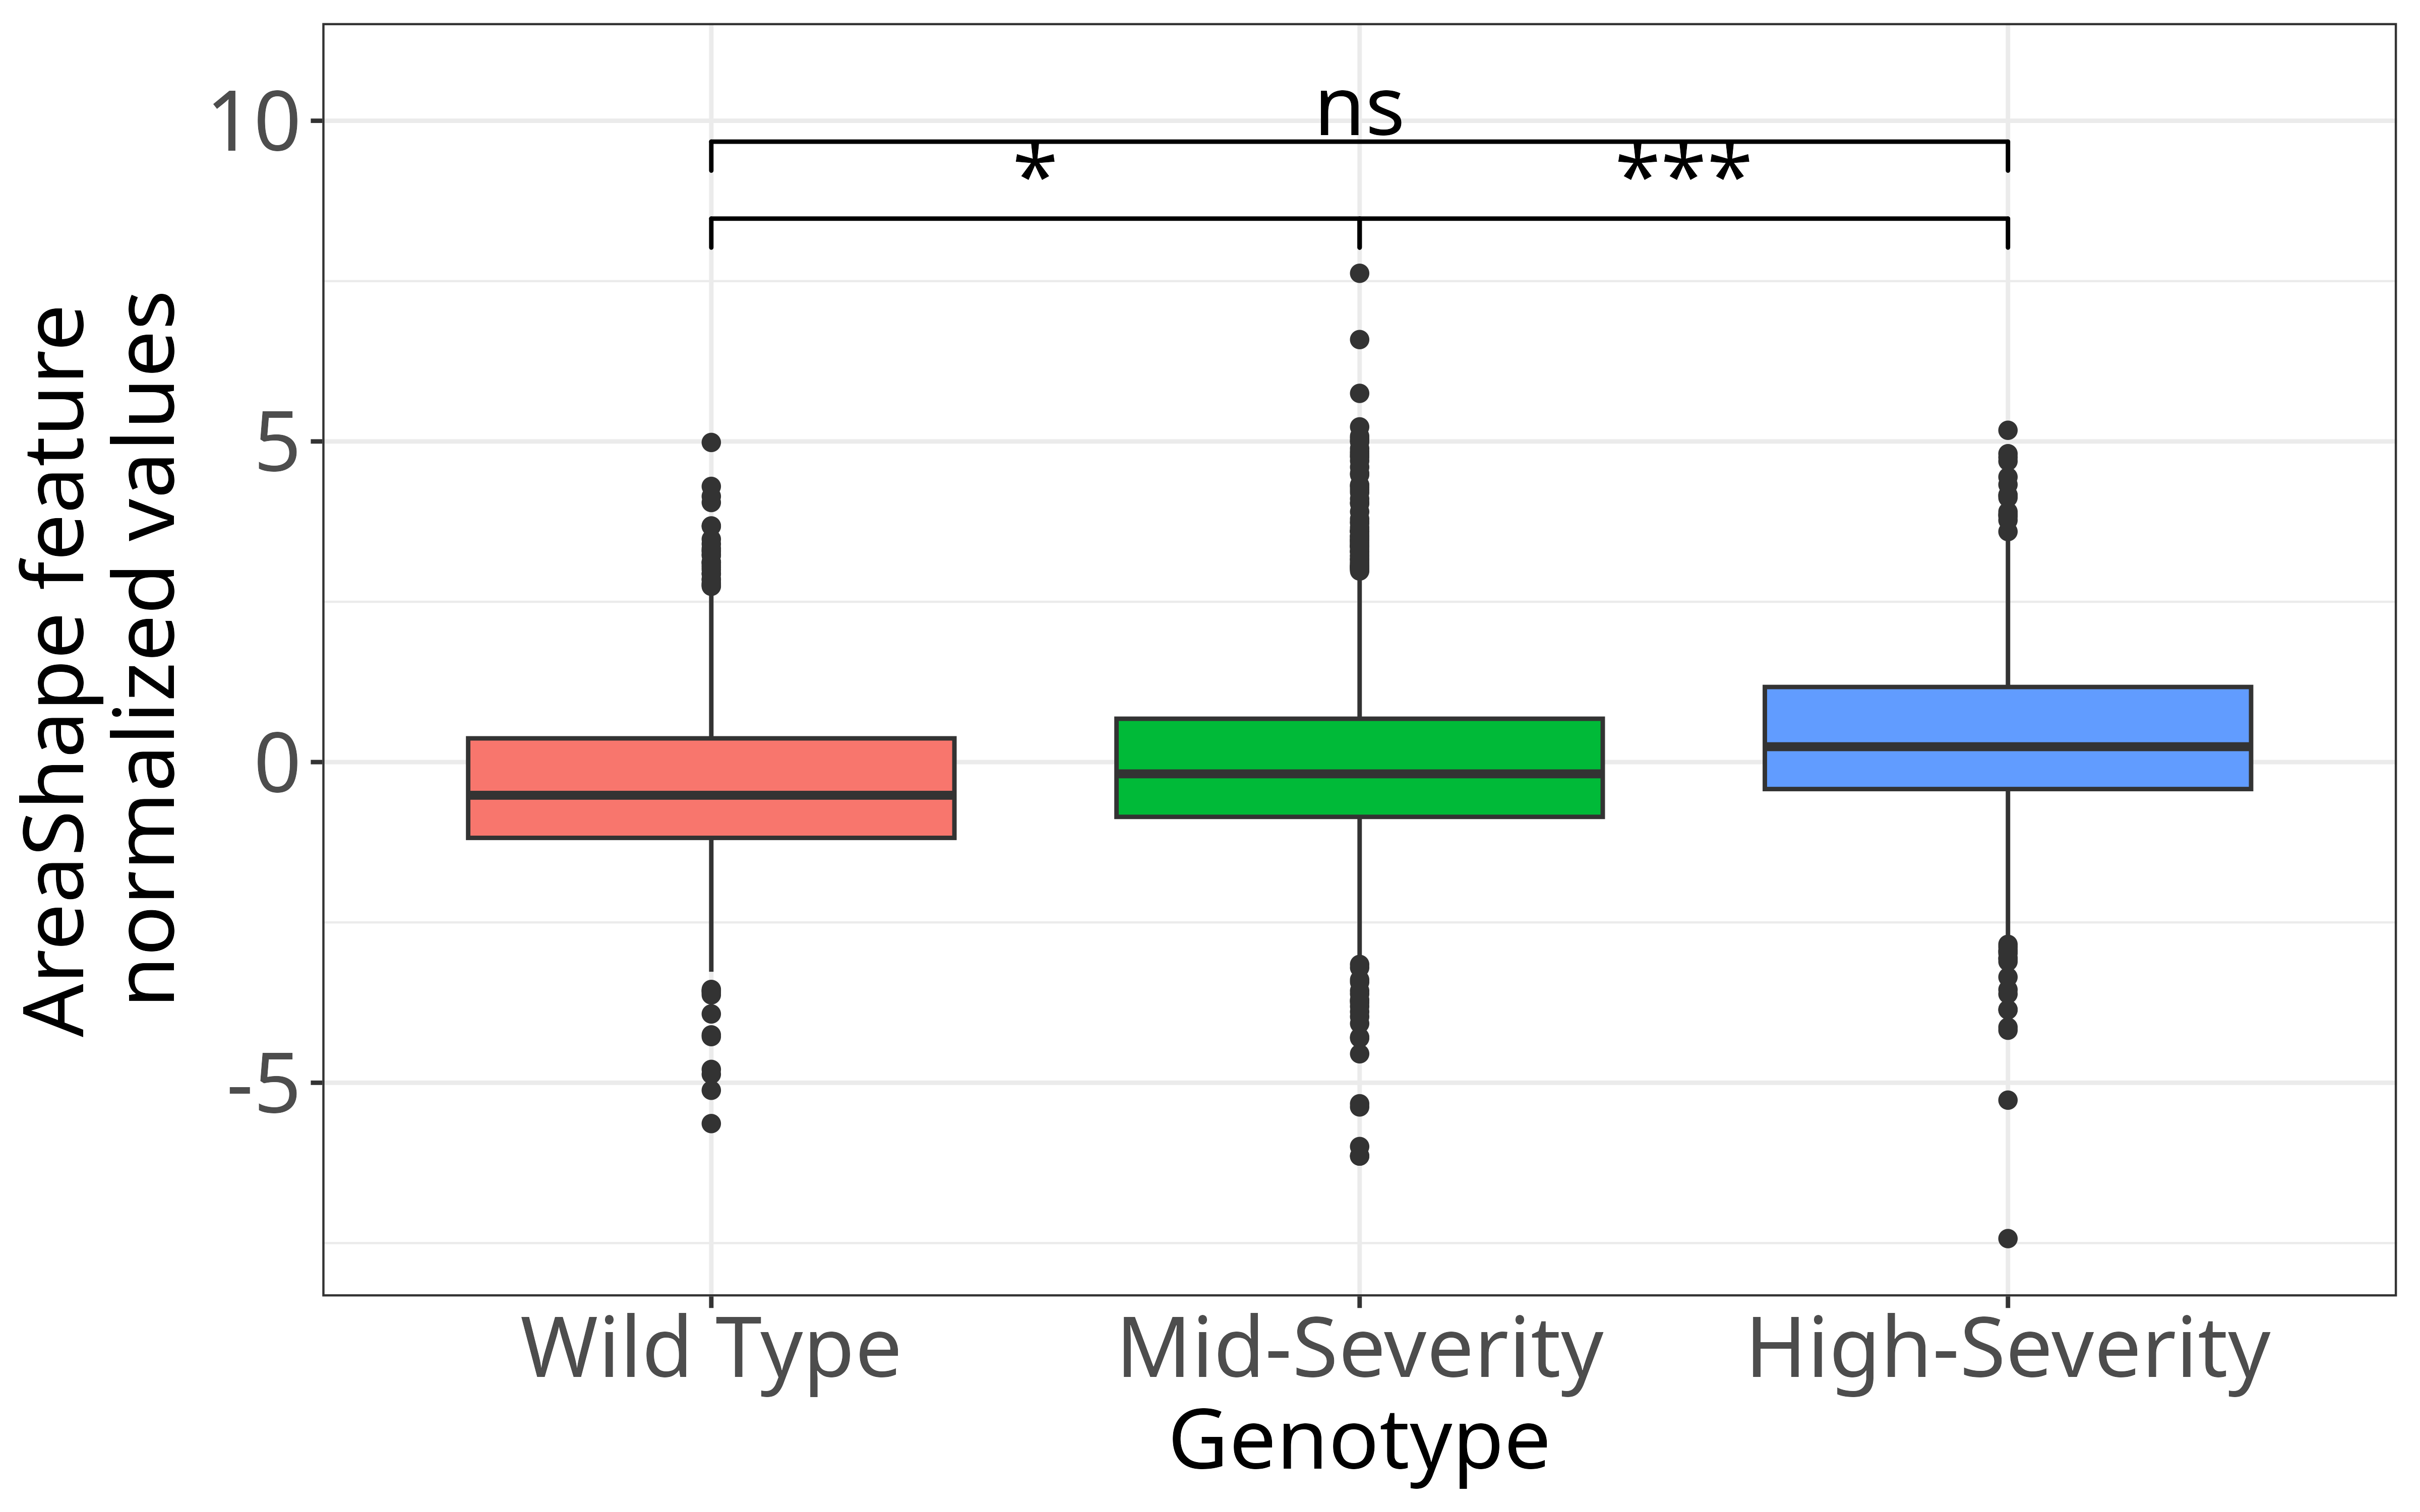 AreaShape feature
normalized values
10
5
0
-5
ns
*
***
Wild Type
Mid-Severity
High-Severity
Genotype